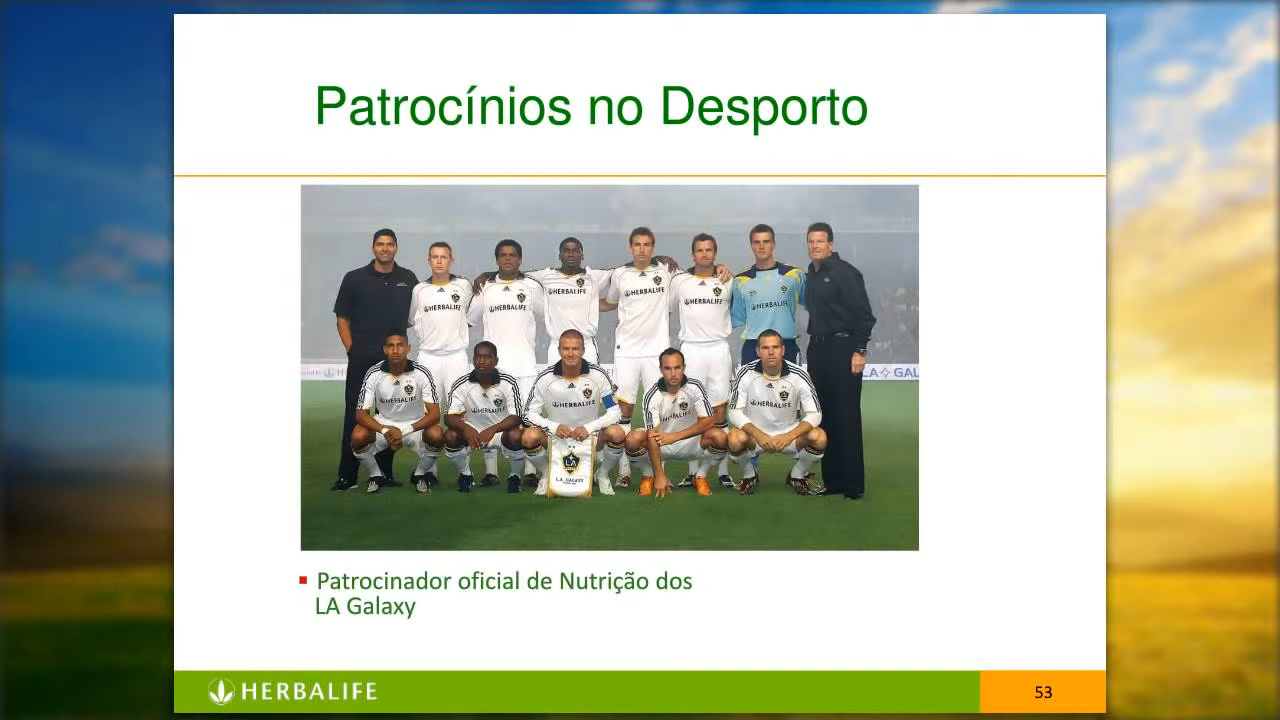 Patrocínios no Desporto
HERBALIFE
HERBALIFE
HERBALIFE
HERBALIFE
HERBALIFE
HERBALIFE
HERBALIFE
HERBALIFE
HERBALIFE
HERBALIFE
HERBALIFE
LA GAL
LA
L.A. GALAXY
Patrocinador oficial de Nutrição dos
LA Galaxy
HERBALIFE
53